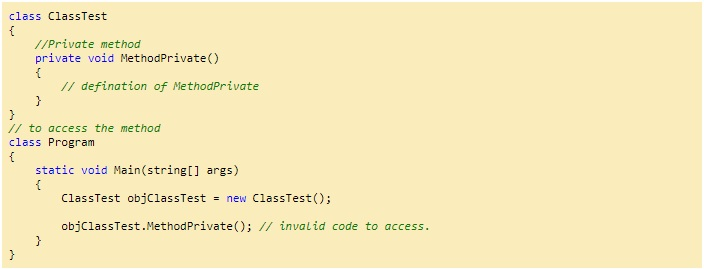 class ClassTest
{
    //Private method
    private void MethodPrivate()
    {
        // defination of MethodPrivate
    }
}
// to access the method
class Program
{
    static void Main(string[] args)
    {
        ClassTest objClassTest = new ClassTest();

        objClassTest.MethodPrivate(); // invalid code to access.
    }
}